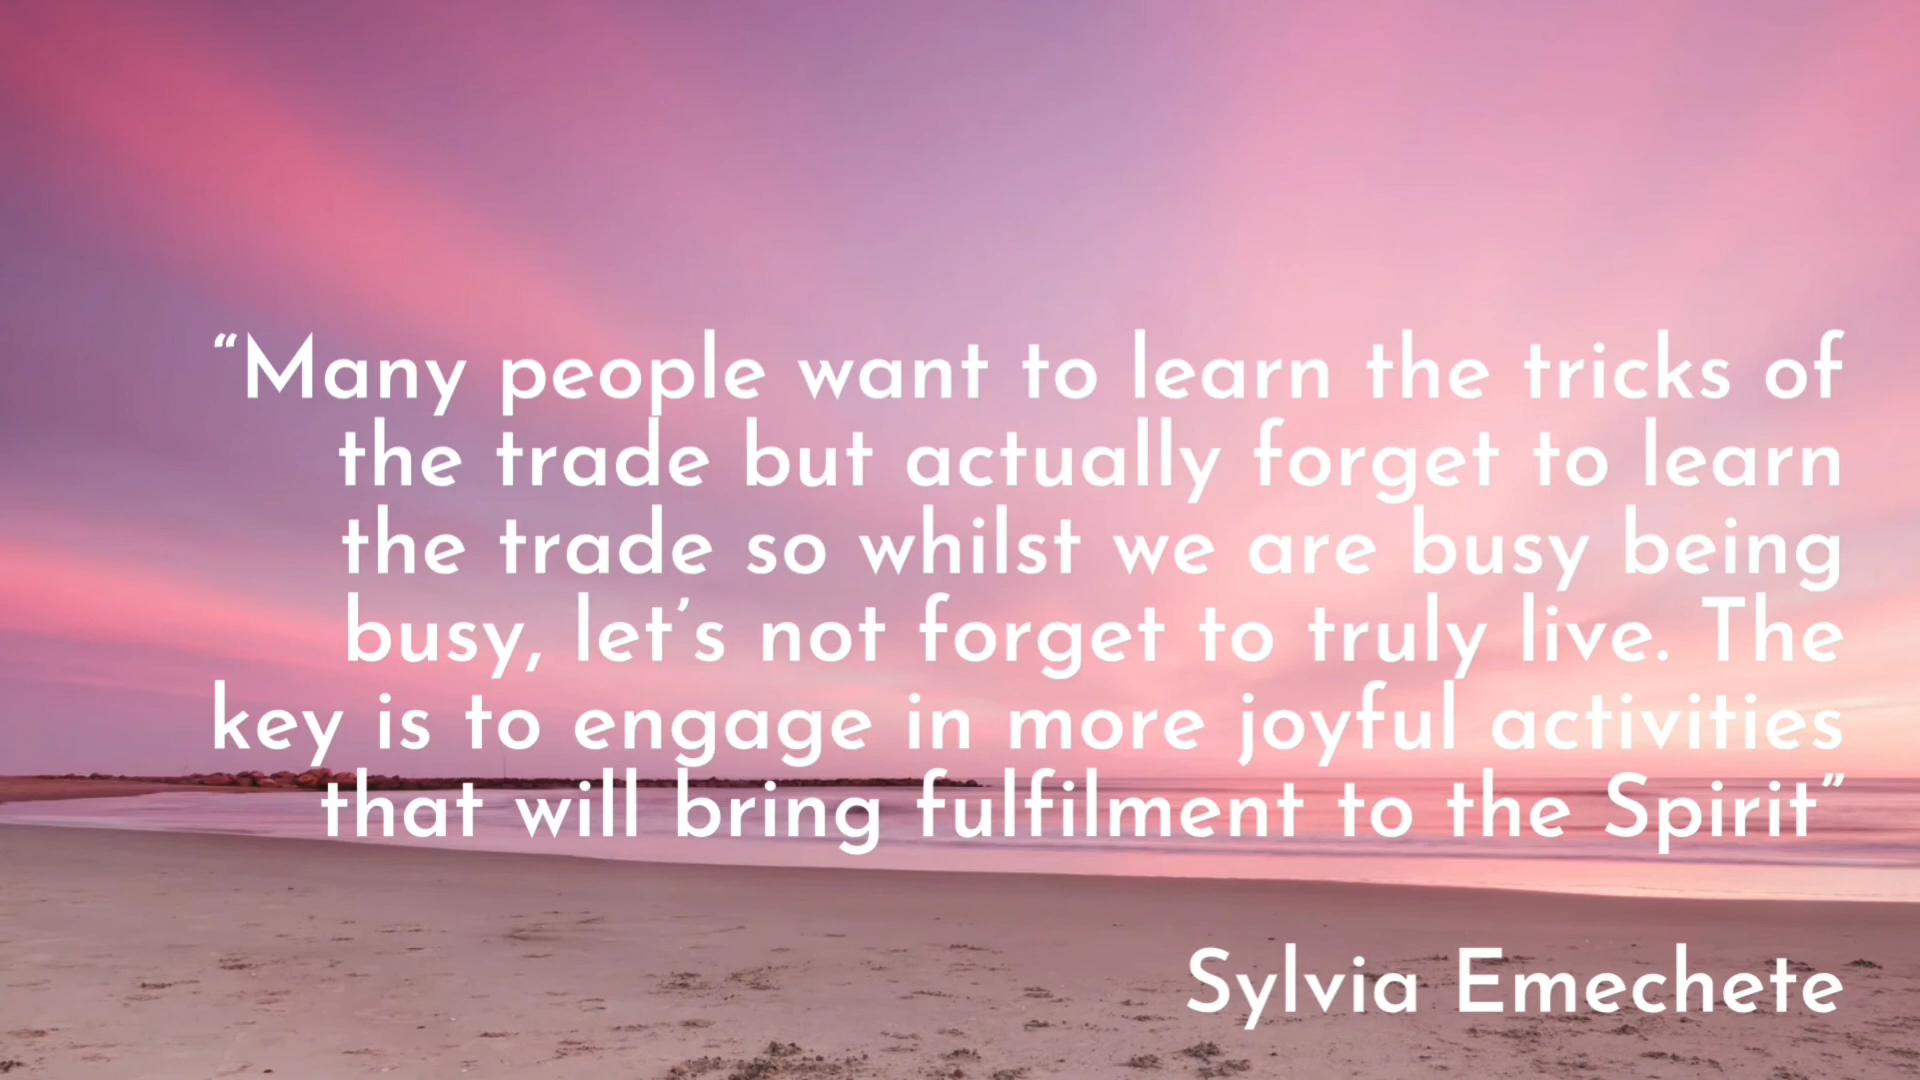 “Many people want to learn the tricks of
the trade but actually forget to learn
the trade so whilst we are busy being
busy, let’s not forget to truly live. The
key is to engage in more joyful activities
that will bring fulfilment to the Spirit”
Sylvia Emechete